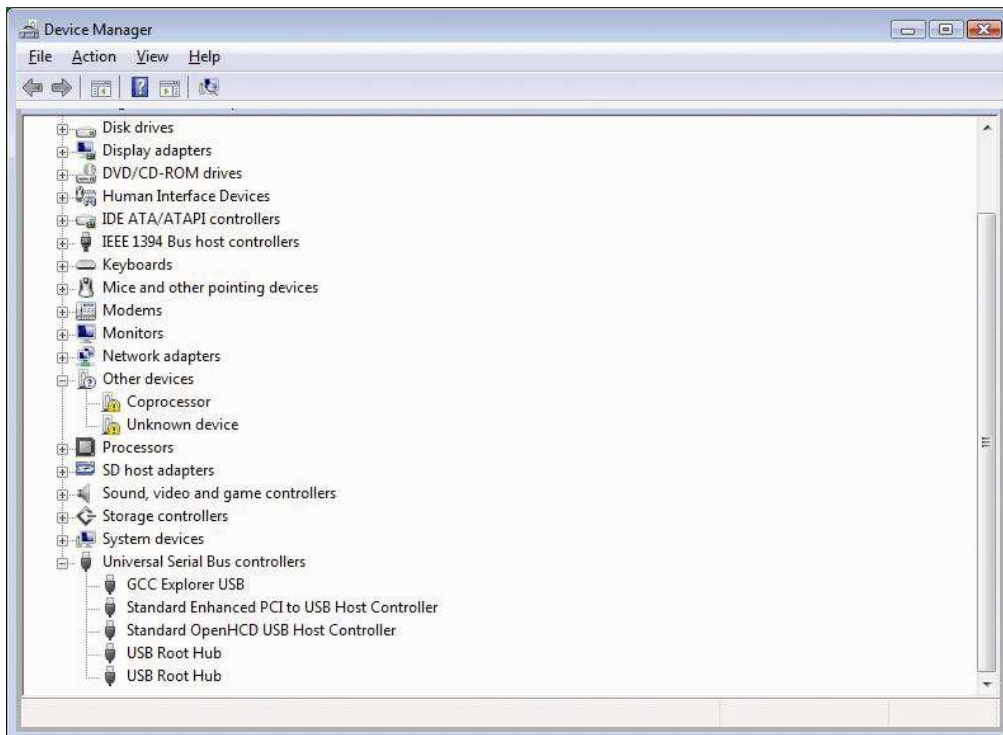 Device Manager
File Action View Help
Disk drives
Display adapters
DVD/CD-ROM drives
Human Interface Devices
IDE ATA/ATAPI controllers
IEEE 1394 Bus host controllers
Keyboards
Mice and other pointing devices
Modems
Monitors
Network adapters
Other devices
Coprocessor
Unknown device
Processors
SD host adapters
Sound, video and game controllers
Storage controllers
System devices
Universal Serial Bus controllers
GCC Explorer USB
Standard Enhanced PCI to USB Host Controller
Standard OpenHCD USB Host Controller
USB Root Hub
USB Root Hub